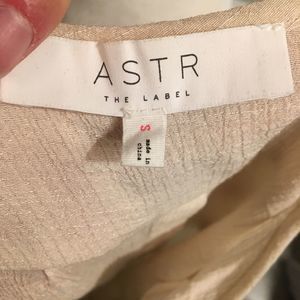 ASTR
THE LABEL
S
made in
china